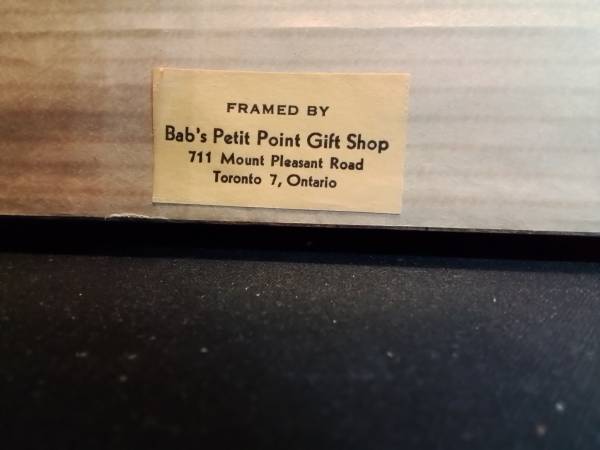 FRAMED BY
Bab's Petit Point Gift Shop
711 Mount Pleasant Road
Toronto 7, Ontario